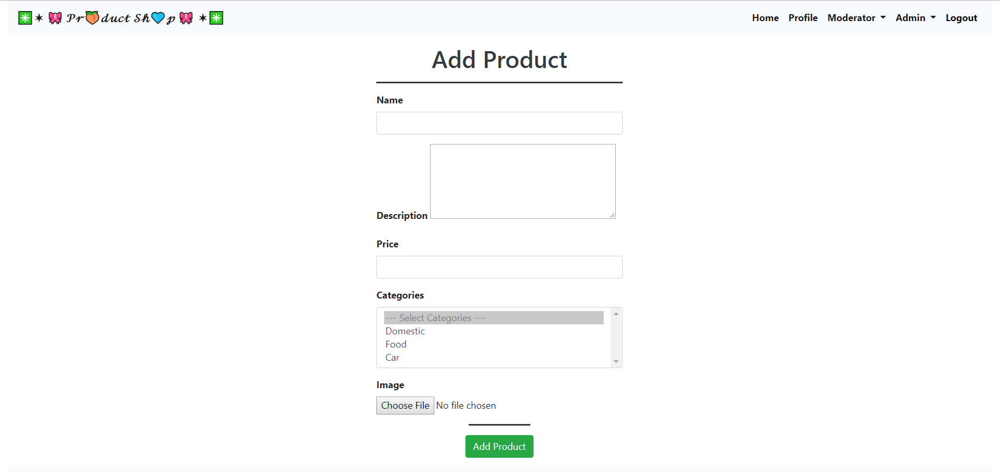 ✳️✶ 🎀 𝒫𝓇🍑𝒹𝓊𝒸𝓉 𝒮𝒽💙𝓅 🎀 ✶✳️
Home Profile Moderator Admin Logout
Add Product
Name
Description
Price
Categories
--- Select Categories ---
Domestic
Food
Car
Image
Choose File No file chosen
Add Product